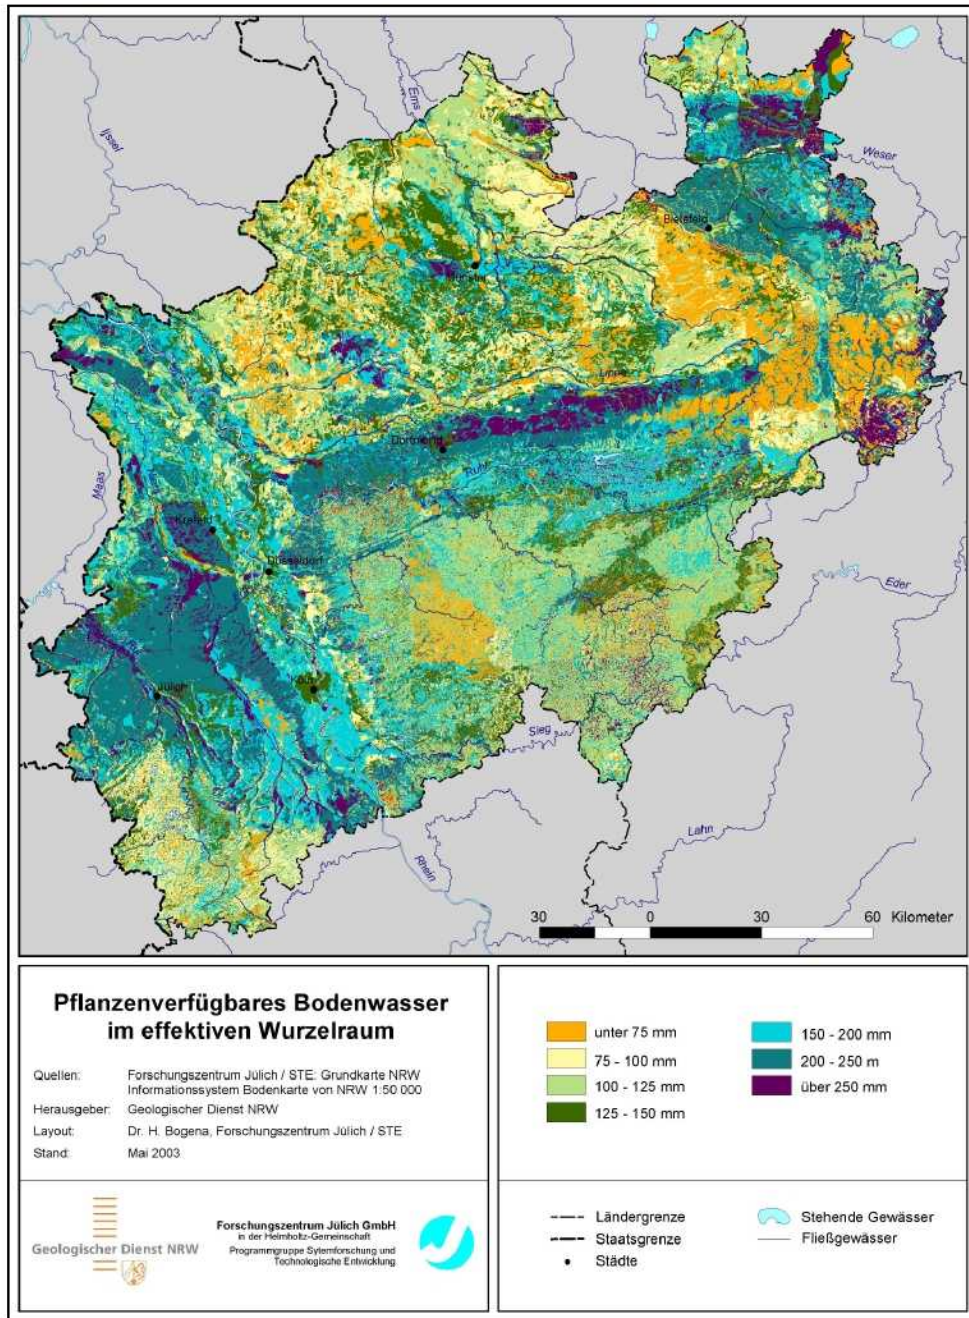 Ems
Ijssel
Weser
Bielefeld
Lippe
Dortmund
Ruhr
Maas
Krefeld
Düsseldorf
Eder
Jülich
Sieg
Lahn
Rhein
30 0 30 60 Kilometer
Pflanzenverfügbares Bodenwasser
im effektiven Wurzelraum
Quellen: Forschungszentrum Jülich / STE: Grundkarte NRW
Informationssystem Bodenkarte von NRW 1:50 000
Herausgeber: Geologischer Dienst NRW
Layout: Dr. H. Bogena, Forschungszentrum Jülich / STE
Stand: Mai 2003
Geologischer Dienst NRW
Forschungszentrum Jülich GmbH
in der Helmholtz-Gemeinschaft
Programmgruppe Sytemforschung und
Technologische Entwicklung
unter 75 mm
75 - 100 mm
100 - 125 mm
125 - 150 mm
150 - 200 mm
200 - 250 m
über 250 mm
Ländergrenze
Staatsgrenze
Städte
Stehende Gewässer
Fließgewässer